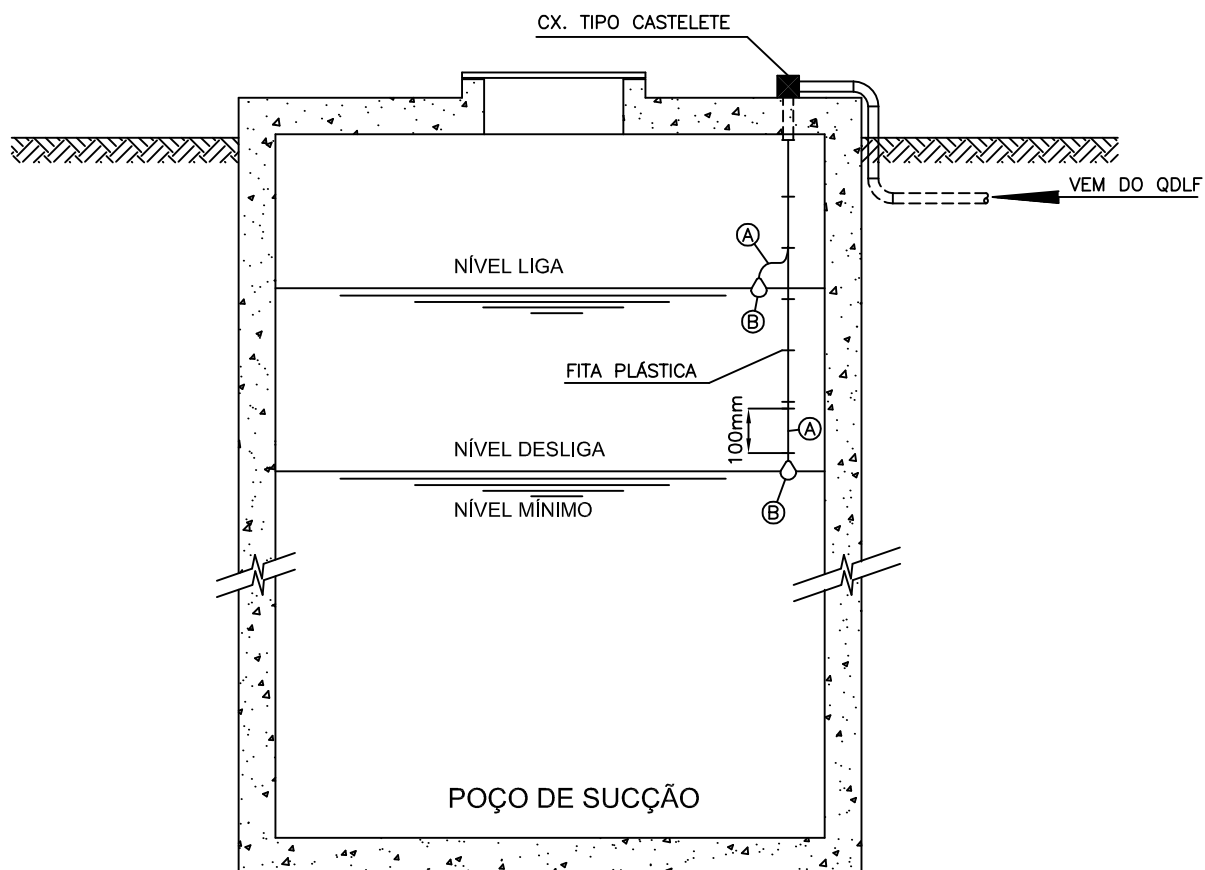 CX. TIPO CASTELETE
VEM DO QDLF
A
NÍVEL LIGA
B
FITA PLÁSTICA
100mm
A
NÍVEL DESLIGA
NÍVEL MÍNIMO
B
POÇO DE SUCÇÃO